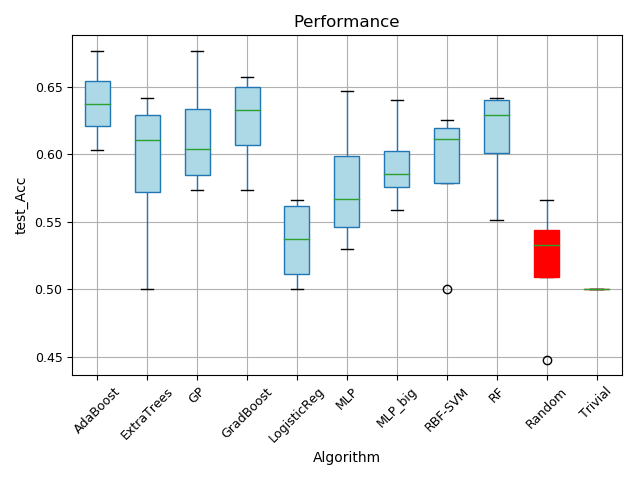 Performance
test_Acc
0.65
0.60
0.55
0.50
0.45
AdaBoost
ExtraTrees
GP
GradBoost
LogisticReg
MLP
MLP_big
RBF-SVM
RF
Random
Trivial
Algorithm